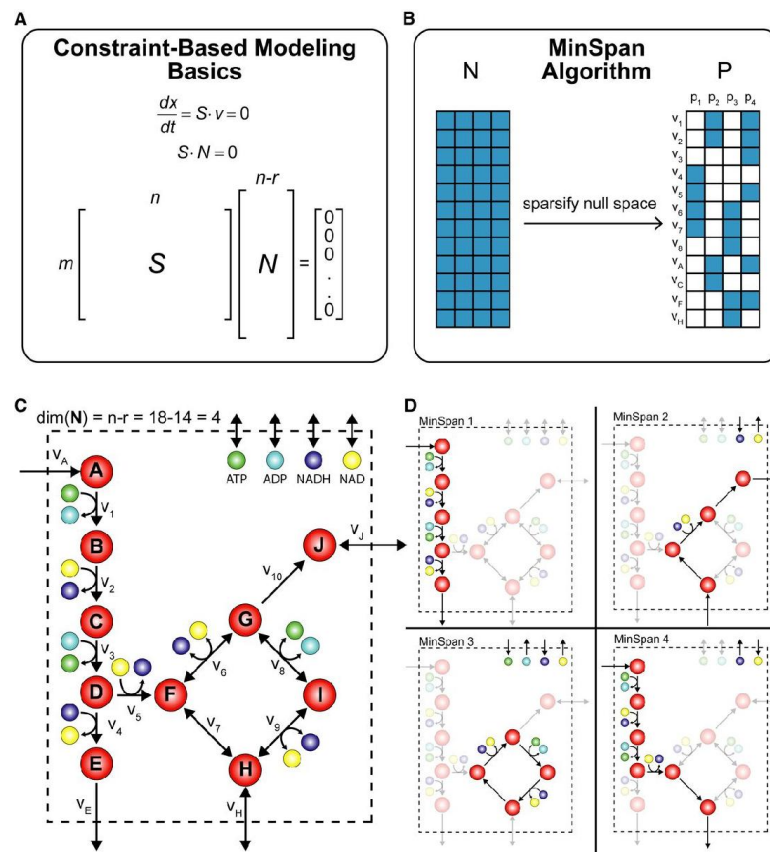 A
Constraint-Based Modeling
Basics
dx/dt = S·v = 0
S·N = 0
n
n-r
m
S
N
=
0
0
0
.
.
0
B
MinSpan
Algorithm
N
P
p1 p2 p3 p4
sparsify null space
v1
v2
v3
v4
v5
v6
v7
v8
vA
vC
vF
vH
C
dim(N) = n-r = 18-14 = 4
ATP ADP NADH NAD
vA
A
v1
B
v2
C
v3
D
v5
v4
E
vE
F
v6
G
v10
J
vJ
v8
I
v7
v9
H
vH
D
MinSpan 1
MinSpan 2
MinSpan 3
MinSpan 4